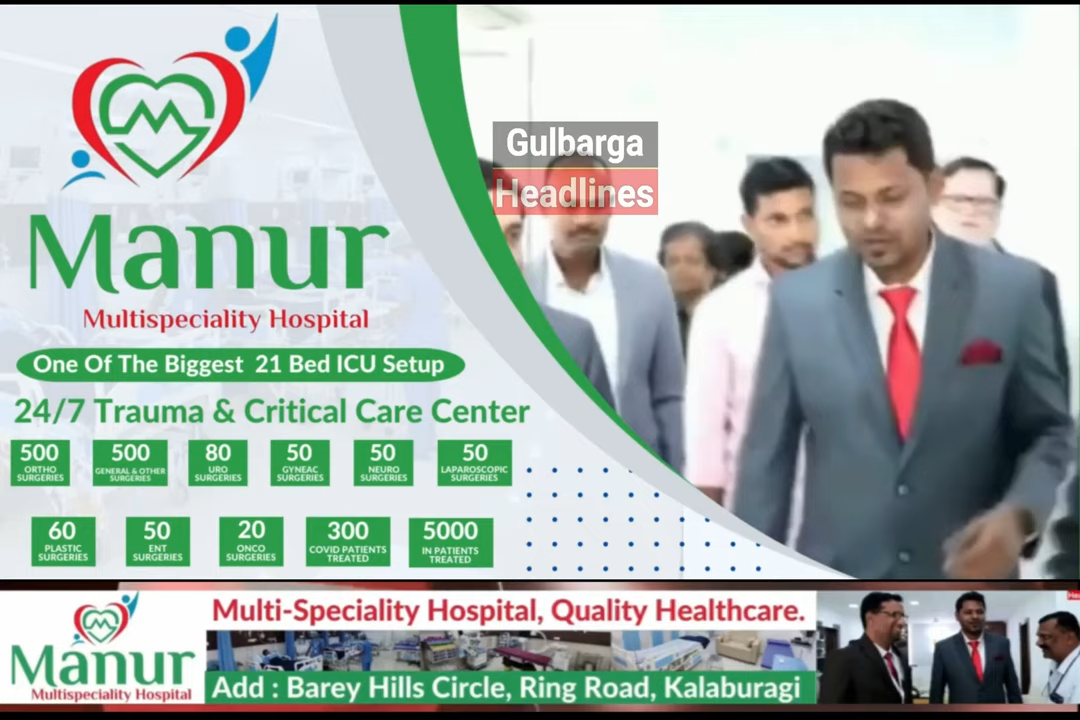 Gulbarga
Headlines
Manur
Multispeciality Hospital
One Of The Biggest 21 Bed ICU Setup
24/7 Trauma & Critical Care Center
500 ORTHO SURGERIES
500 GENERAL & OTHER SURGERIES
80 URO SURGERIES
50 GYNEAC SURGERIES
50 NEURO SURGERIES
50 LAPAROSCOPIC SURGERIES
60 PLASTIC SURGERIES
50 ENT SURGERIES
20 ONCO SURGERIES
300 COVID PATIENTS TREATED
5000 IN PATIENTS TREATED
Manur
Multispeciality Hospital
Multi-Speciality Hospital, Quality Healthcare.
Add : Barey Hills Circle, Ring Road, Kalaburagi